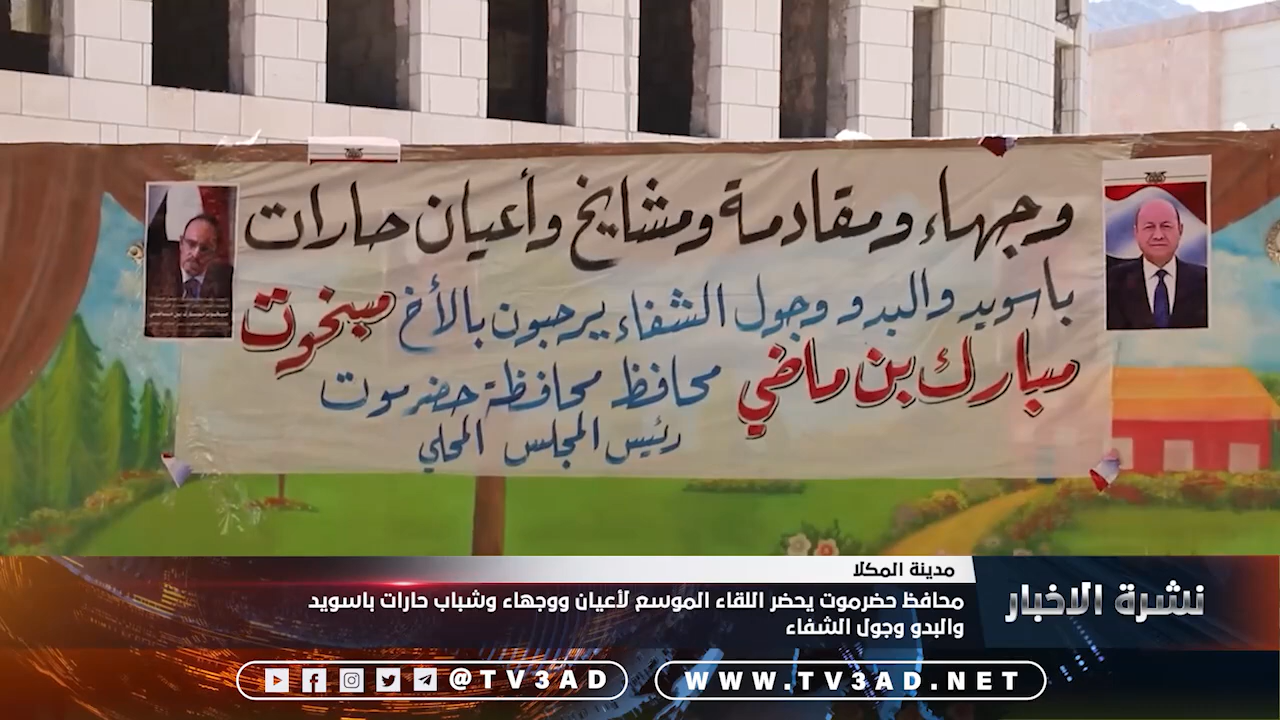 وجهاء ومقادمة ومشايخ وأعيان حارات
باسويد والبدو وجول الشفاء يرحبون بالأخ مبخوت
مبارك بن ماضي محافظ محافظة حضرموت
رئيس المجلس المحلي
مدينة المكلا
نشرة الاخبار
محافظ حضرموت يحضر اللقاء الموسع لأعيان ووجهاء وشباب حارات باسويد
والبدو وجول الشفاء
@TV3AD
WWW.TV3AD.NET